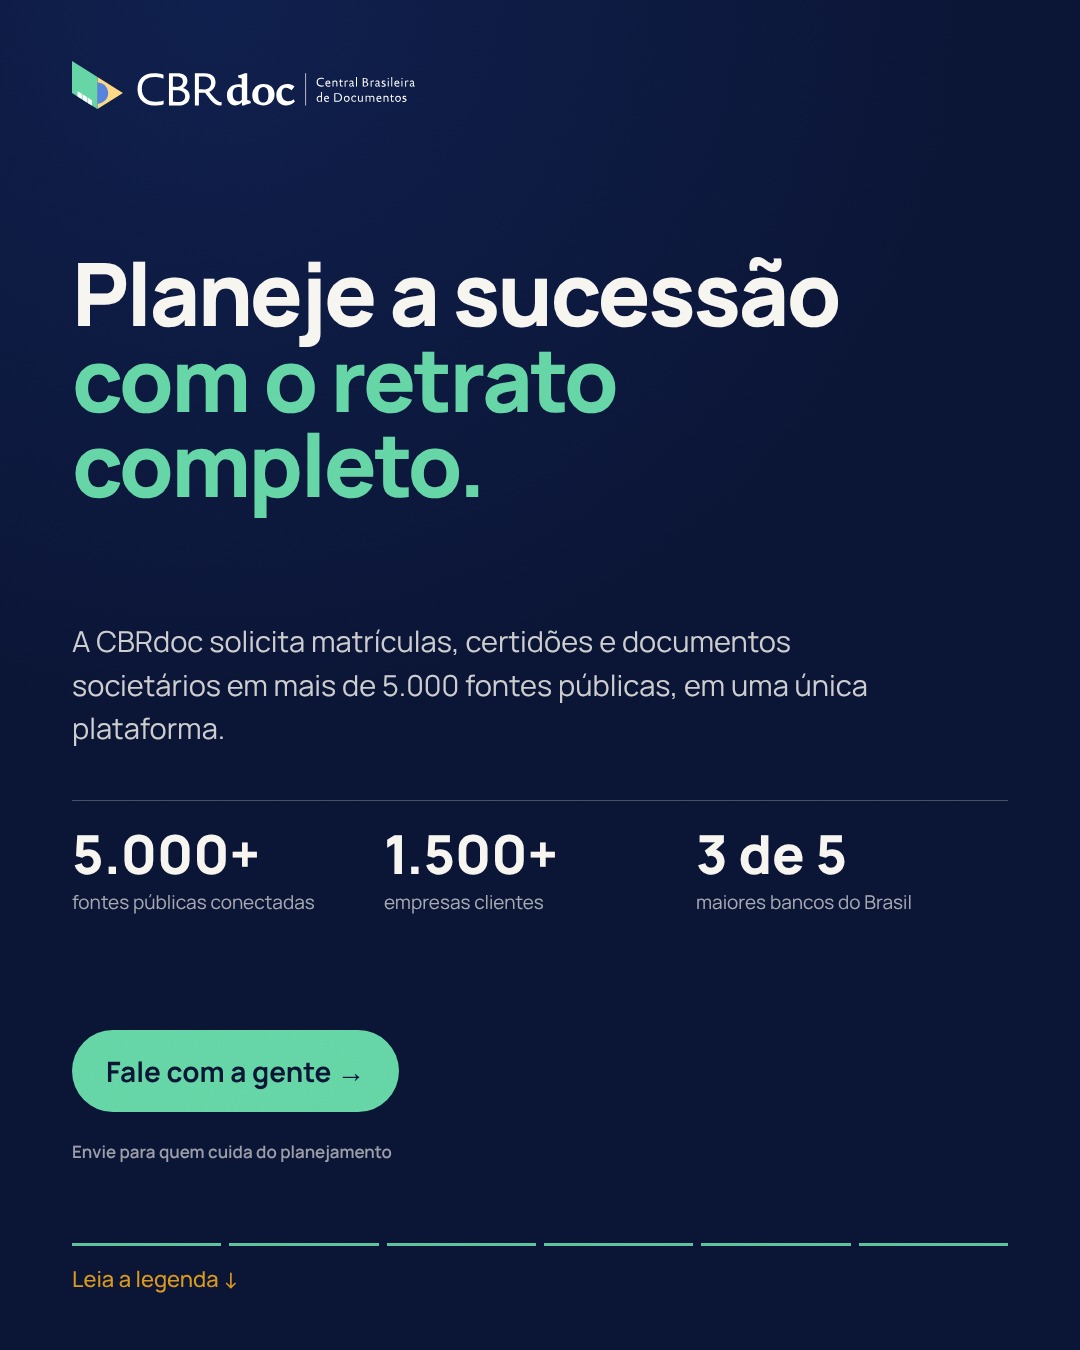 CBRdoc
Central Brasileira
de Documentos
Planeje a sucessão
com o retrato
completo.
A CBRdoc solicita matrículas, certidões e documentos
societários em mais de 5.000 fontes públicas, em uma única
plataforma.
5.000+ 1.500+ 3 de 5
fontes públicas conectadas empresas clientes maiores bancos do Brasil
Fale com a gente →
Envie para quem cuida do planejamento
Leia a legenda ↓